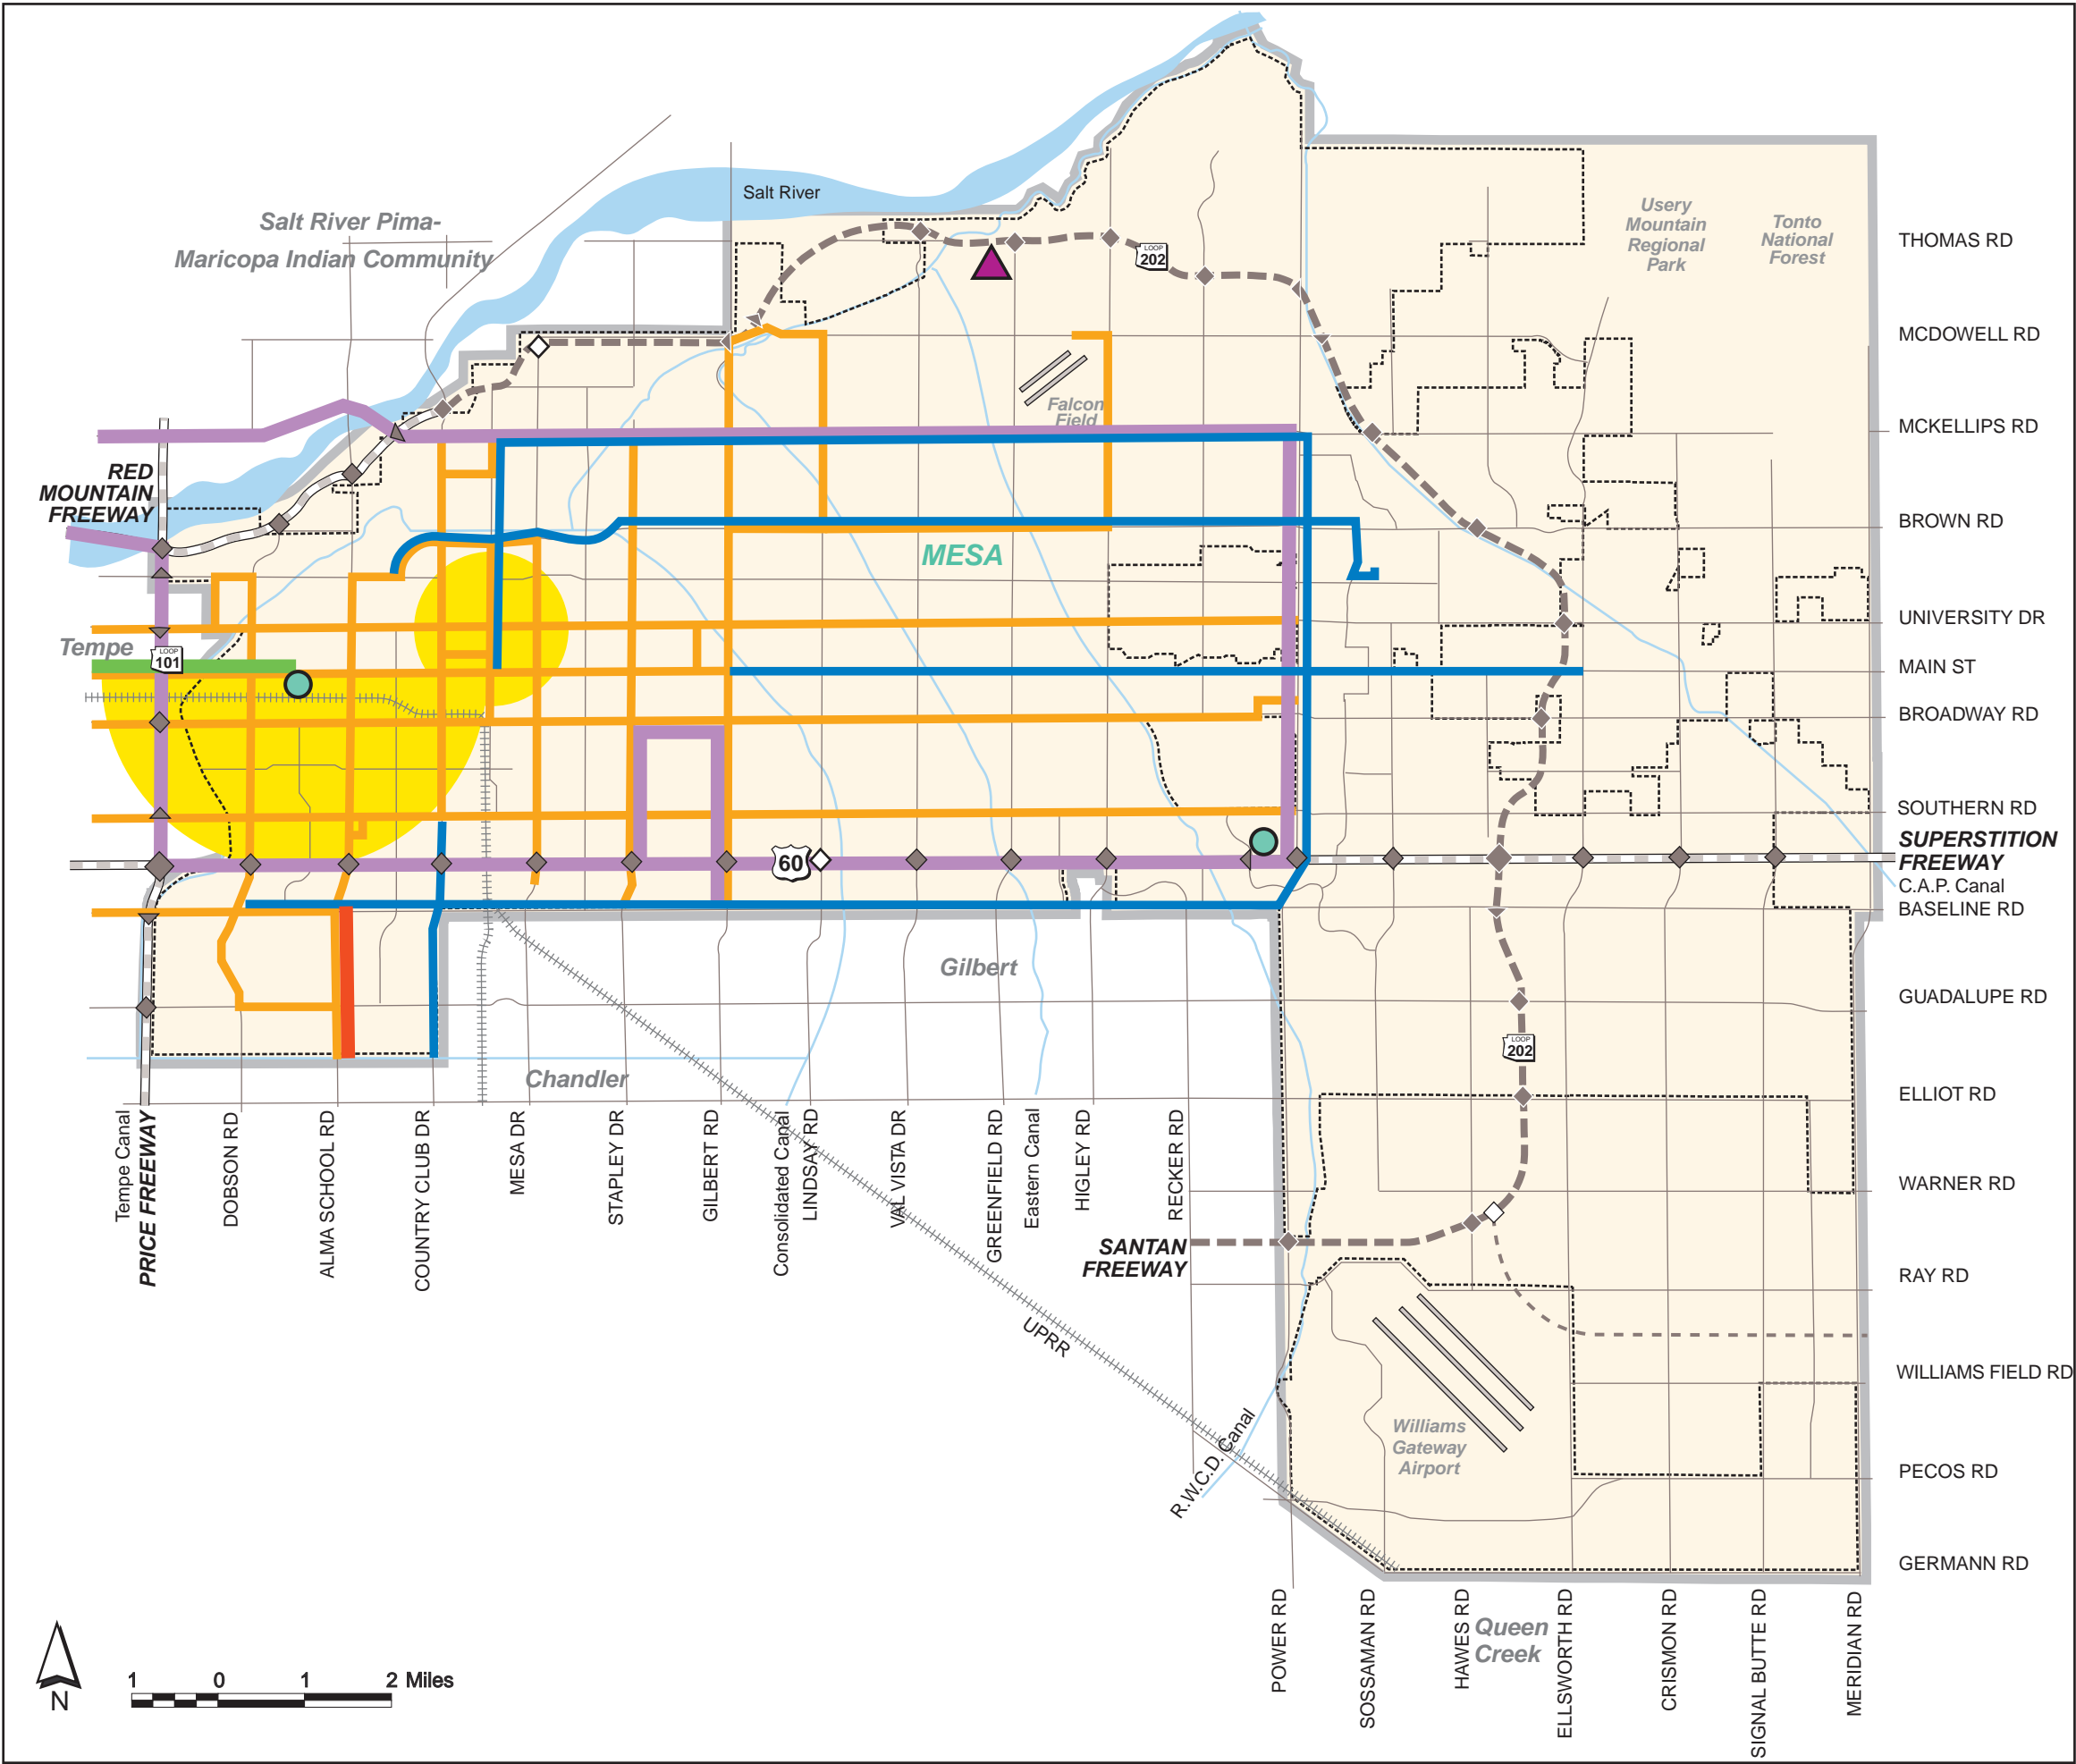 Salt River
Salt River Pima-
Maricopa Indian Community
Usery
Mountain
Regional
Park
Tonto
National
Forest
THOMAS RD
LOOP
202
MCDOWELL RD
Falcon
Field
MCKELLIPS RD
RED
MOUNTAIN
FREEWAY
BROWN RD
MESA
UNIVERSITY DR
Tempe
LOOP
101
MAIN ST
BROADWAY RD
SOUTHERN RD
60
SUPERSTITION
FREEWAY
C.A.P. Canal
BASELINE RD
Gilbert
GUADALUPE RD
LOOP
202
Chandler
ELLIOT RD
Tempe Canal
PRICE FREEWAY
DOBSON RD
ALMA SCHOOL RD
COUNTRY CLUB DR
MESA DR
STAPLEY DR
GILBERT RD
Consolidated Canal
LINDSAY RD
VAL VISTA DR
GREENFIELD RD
Eastern Canal
HIGLEY RD
RECKER RD
WARNER RD
SANTAN
FREEWAY
RAY RD
UPRR
WILLIAMS FIELD RD
R.W.C.D. Canal
Williams
Gateway
Airport
PECOS RD
GERMANN RD
POWER RD
SOSSAMAN RD
HAWES RD
Queen
Creek
ELLSWORTH RD
CRISMON RD
SIGNAL BUTTE RD
MERIDIAN RD
N
1 0 1 2 Miles